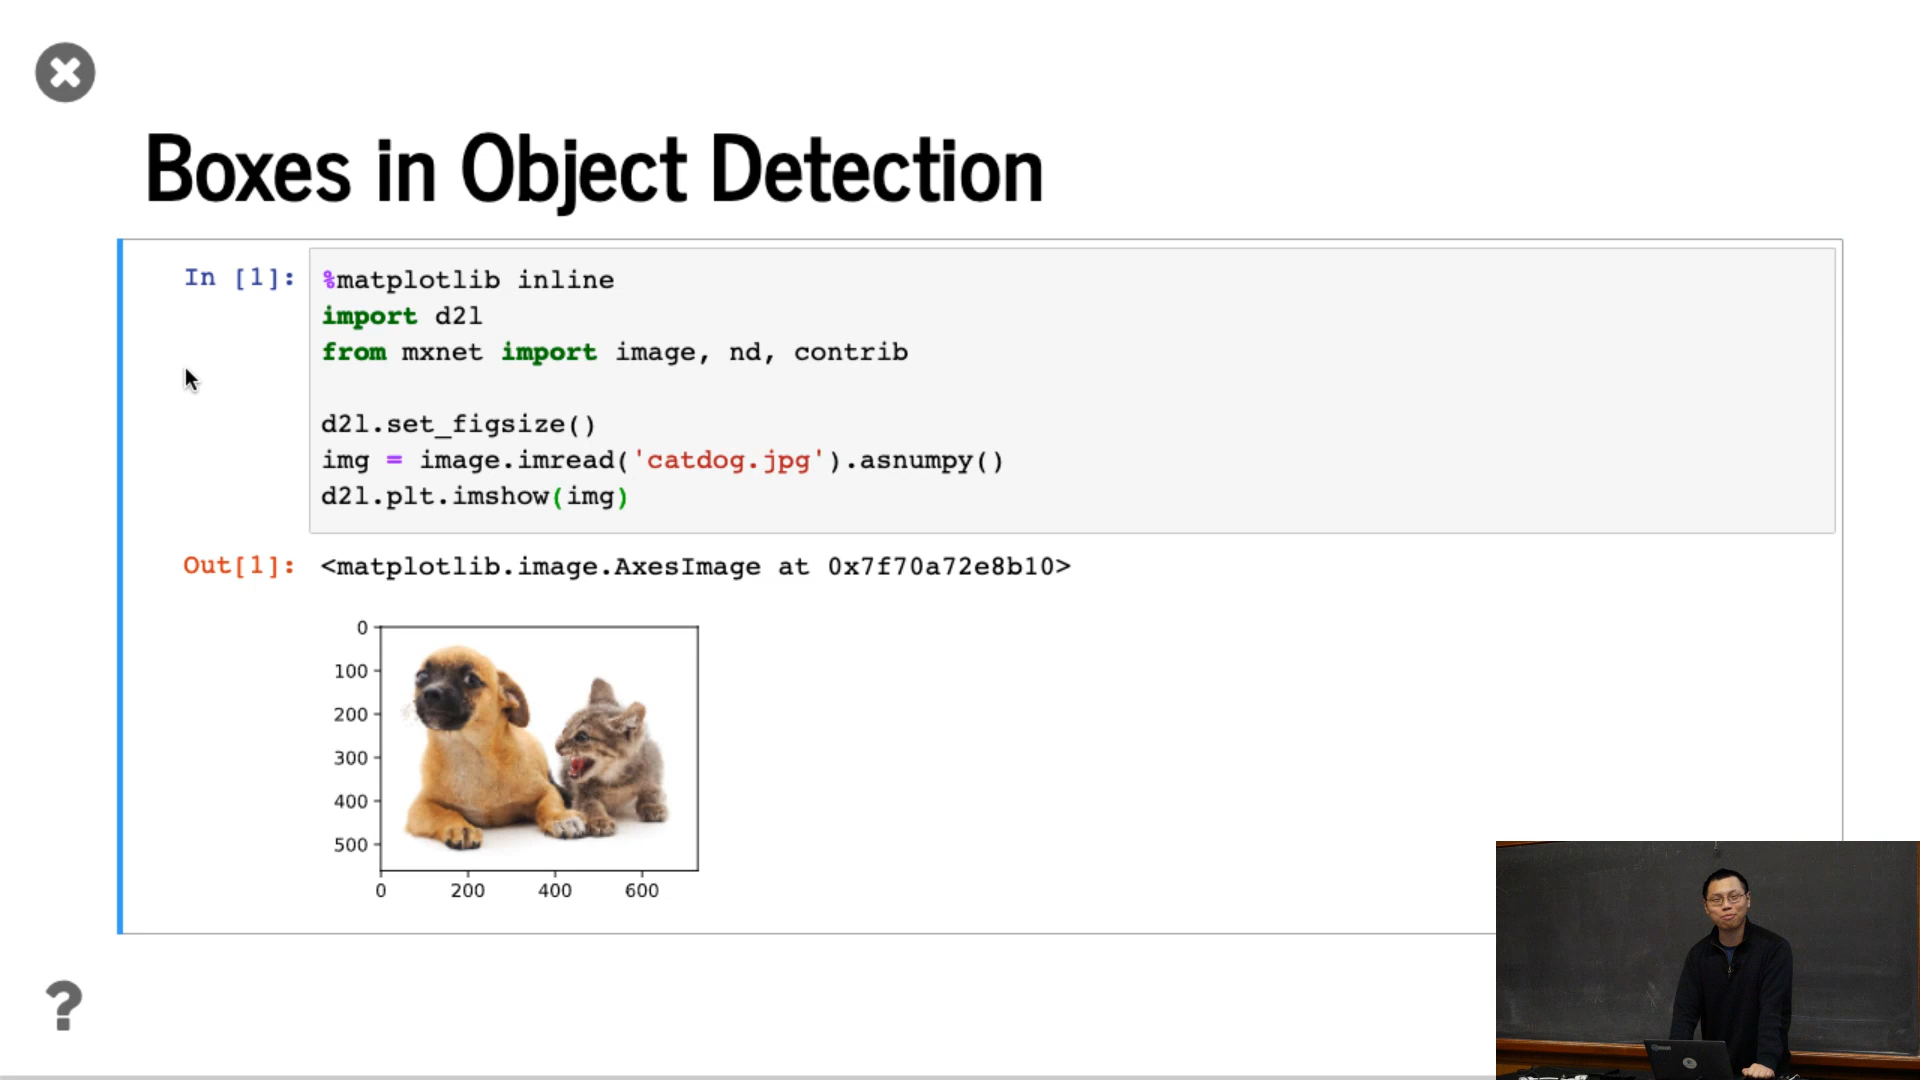 Boxes in Object Detection
In [1]:
%matplotlib inline
import d2l
from mxnet import image, nd, contrib
d2l.set_figsize()
img = image.imread('catdog.jpg').asnumpy()
d2l.plt.imshow(img)
Out[1]: <matplotlib.image.AxesImage at 0x7f70a72e8b10>
0
100
200
300
400
500
0 200 400 600
?